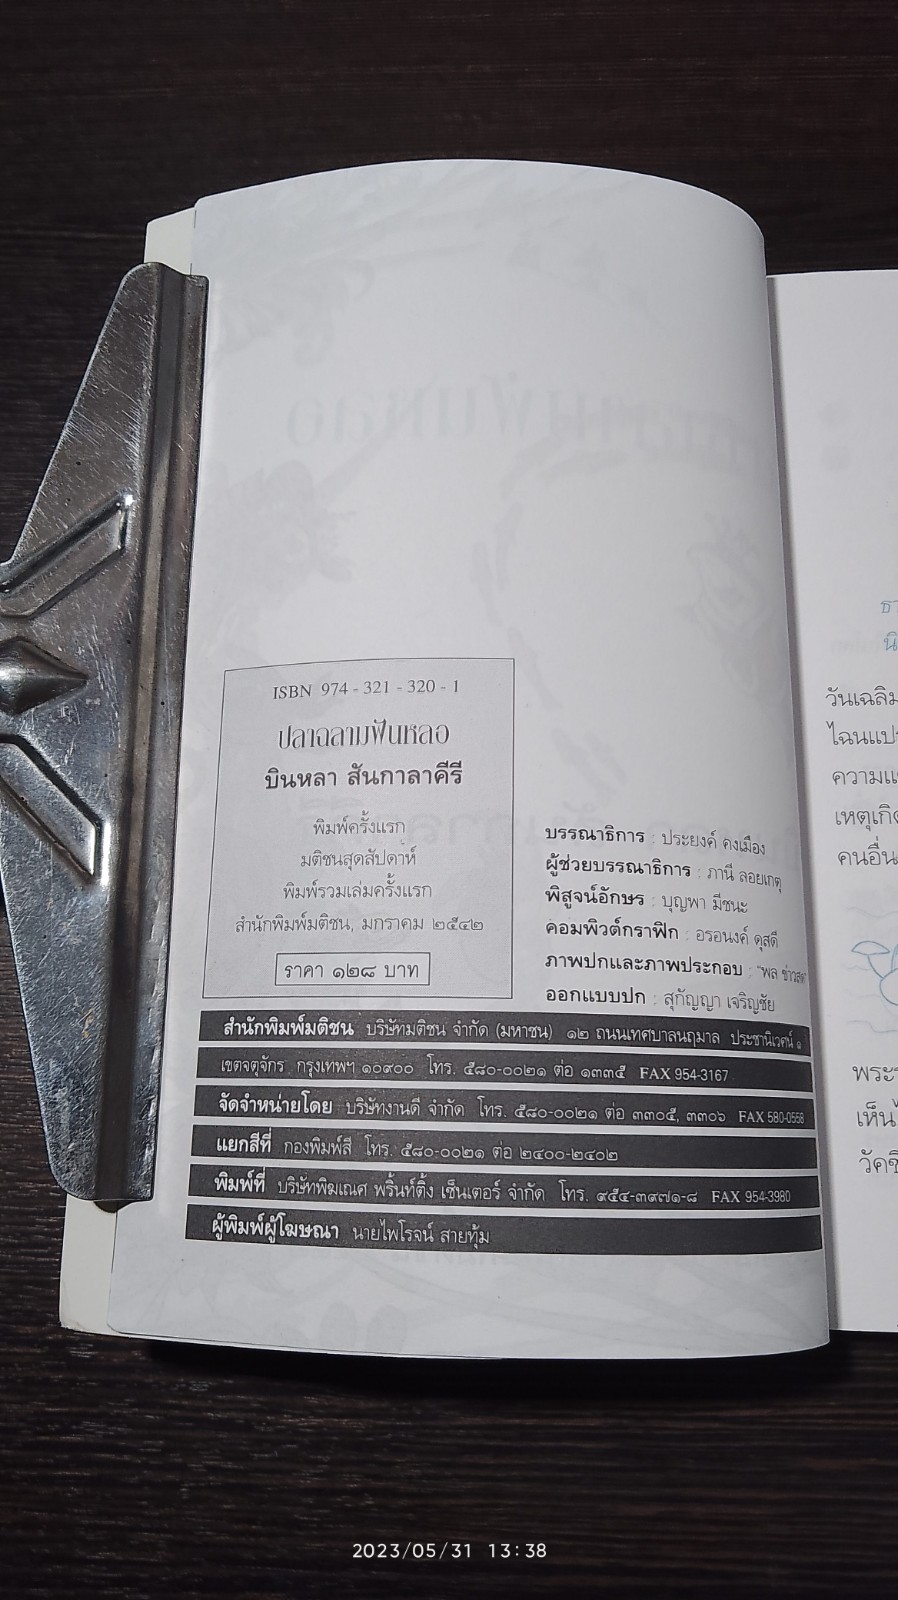 ISBN 974 - 321 - 320 - 1
ปลาฉลามฟันหลอ
บินหลา สันกาลาคีรี
พิมพ์ครั้งแรก
มติชนสุดสัปดาห์
พิมพ์รวมเล่มครั้งแรก
สำนักพิมพ์มติชน, มกราคม ๒๕๔๒
ราคา ๑๒๘ บาท
บรรณาธิการ : ประยงค์ คงเมือง
ผู้ช่วยบรรณาธิการ : ภานี ลอยเกตุ
พิสูจน์อักษร : บุญพา มีชนะ
คอมพิวต์กราฟิก : อรอนงค์ ดุสดี
ภาพปกและภาพประกอบ : "พล ข่าวสด"
ออกแบบปก : สุกัญญา เจริญชัย
สำนักพิมพ์มติชน บริษัทมติชน จำกัด (มหาชน) ๑๒ ถนนเทศบาลนฤมาล ประชานิเวศน์ ๑
เขตจตุจักร กรุงเทพฯ ๑๐๙๐๐ โทร. ๕๘๐-๐๐๒๑ ต่อ ๑๓๓๕ FAX 954-3167
จัดจำหน่ายโดย บริษัทงานดี จำกัด โทร. ๕๘๐-๐๐๒๑ ต่อ ๓๓๐๕, ๓๓๐๖ FAX 580-0558
แยกสีที่ กองพิมพ์สี โทร. ๕๘๐-๐๐๒๑ ต่อ ๒๔๐๐-๒๔๐๒
พิมพ์ที่ บริษัทพิฆเณศ พริ้นท์ติ้ง เซ็นเตอร์ จำกัด โทร. ๙๕๔-๓๙๗๑-๘ FAX 954-3980
ผู้พิมพ์ผู้โฆษณา นายไพโรจน์ สายทุ้ม
วันเฉลิม
ไฉนแปร
เหตุเกิด
คนอื่น
พระ
วัคซี
2023/05/31 13:38